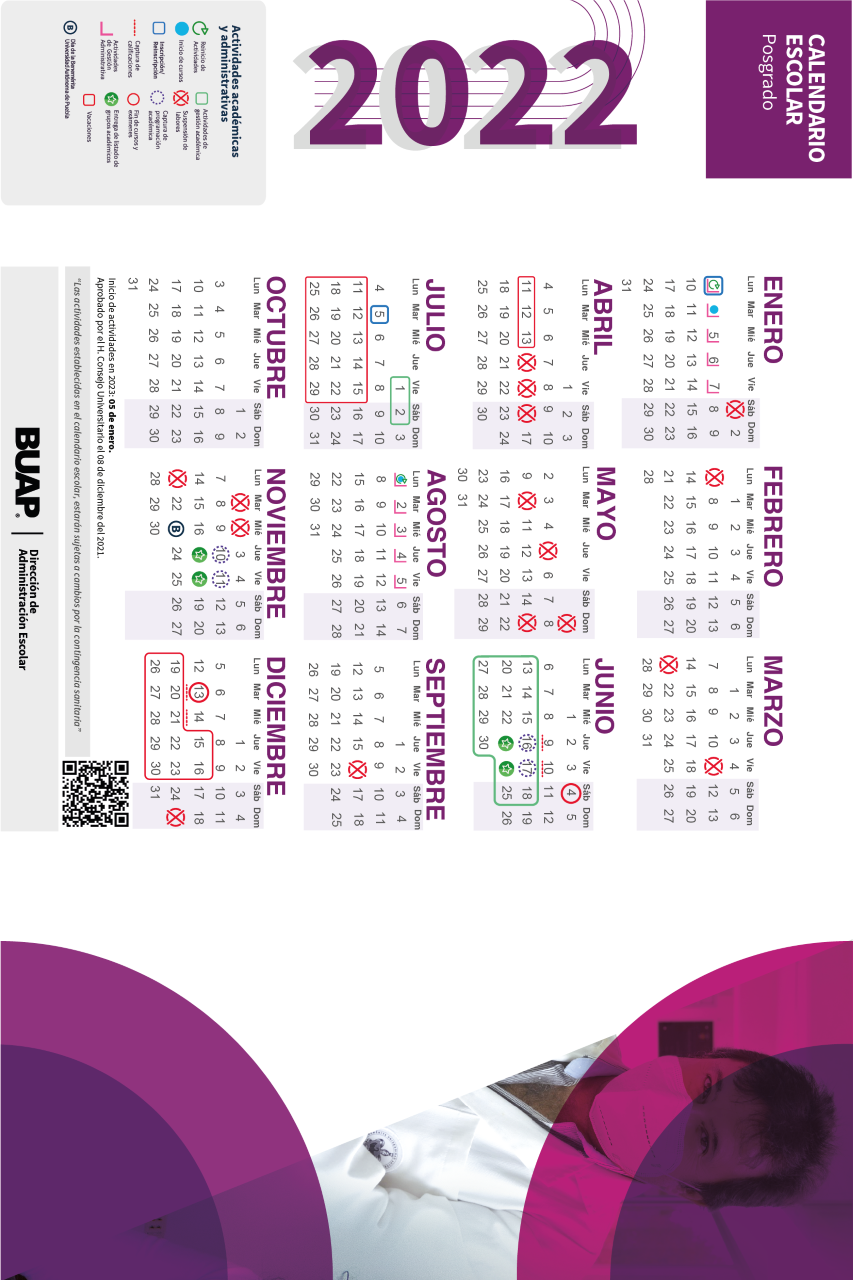 CALENDARIO
ESCOLAR
Posgrado
2022
Actividades académicas
y administrativas
Reinicio de
Actividades
Inicio de cursos
Inscripción/
Reinscripción
Captura de
calificaciones
Actividades
de Gestión
Administrativa
B
Día de la Benemérita
Universidad Autónoma de Puebla
Actividades de
gestión académica
Suspensión de
labores
Captura de
programación
académica
Fin de cursos y
exámenes
Entrega de listado de
grupos académicos
Vacaciones
ENERO
Lun Mar Mié Jue Vie Sáb Dom
2
5 6 7 8 9
10 11 12 13 14 15 16
17 18 19 20 21 22 23
24 25 26 27 28 29 30
31
FEBRERO
Lun Mar Mié Jue Vie Sáb Dom
1 2 3 4 5 6
8 9 10 11 12 13
14 15 16 17 18 19 20
21 22 23 24 25 26 27
28
MARZO
Lun Mar Mié Jue Vie Sáb Dom
1 2 3 4 5 6
7 8 9 10 12 13
14 15 16 17 18 19 20
22 23 24 25 26 27
28 29 30 31
ABRIL
Lun Mar Mié Jue Vie Sáb Dom
1 2 3
4 5 6 7 8 9 10
11 12 13 17
18 19 20 21 22 23 24
25 26 27 28 29 30
MAYO
Lun Mar Mié Jue Vie Sáb Dom
2 3 4 6 7 8
9 11 12 13 14
16 17 18 19 20 21 22
23 24 25 26 27 28 29
30 31
JUNIO
Lun Mar Mié Jue Vie Sáb Dom
1 2 3 4 5
6 7 8 9 10 11 12
13 14 15 16 17 18 19
20 21 22 25 26
27 28 29 30
JULIO
Lun Mar Mié Jue Vie Sáb Dom
1 2 3
4 5 6 7 8 9 10
11 12 13 14 15 16 17
18 19 20 21 22 23 24
25 26 27 28 29 30 31
AGOSTO
Lun Mar Mié Jue Vie Sáb Dom
2 3 4 5 6 7
8 9 10 11 12 13 14
15 16 17 18 19 20 21
22 23 24 25 26 27 28
29 30 31
SEPTIEMBRE
Lun Mar Mié Jue Vie Sáb Dom
1 2 3 4
5 6 7 8 9 10 11
12 13 14 15 17 18
19 20 21 22 23 24 25
26 27 28 29 30
OCTUBRE
Lun Mar Mié Jue Vie Sáb Dom
1 2
3 4 5 6 7 8 9
10 11 12 13 14 15 16
17 18 19 20 21 22 23
24 25 26 27 28 29 30
31
NOVIEMBRE
Lun Mar Mié Jue Vie Sáb Dom
3 4 5 6
7 8 9 10 11 12 13
14 15 16 19 20
22 B 24 25 26 27
28 29 30
DICIEMBRE
Lun Mar Mié Jue Vie Sáb Dom
1 2 3 4
5 6 7 8 9 10 11
12 13 14 15 16 17 18
19 20 21 22 23 24
26 27 28 29 30 31
Inicio de actividades en 2023: 05 de enero.
Aprobado por el H. Consejo Universitario el 08 de diciembre del 2021.
"Las actividades establecidas en el calendario escolar, estarán sujetas a cambios por la contingencia sanitaria"
BUAP®
Dirección de
Administración Escolar